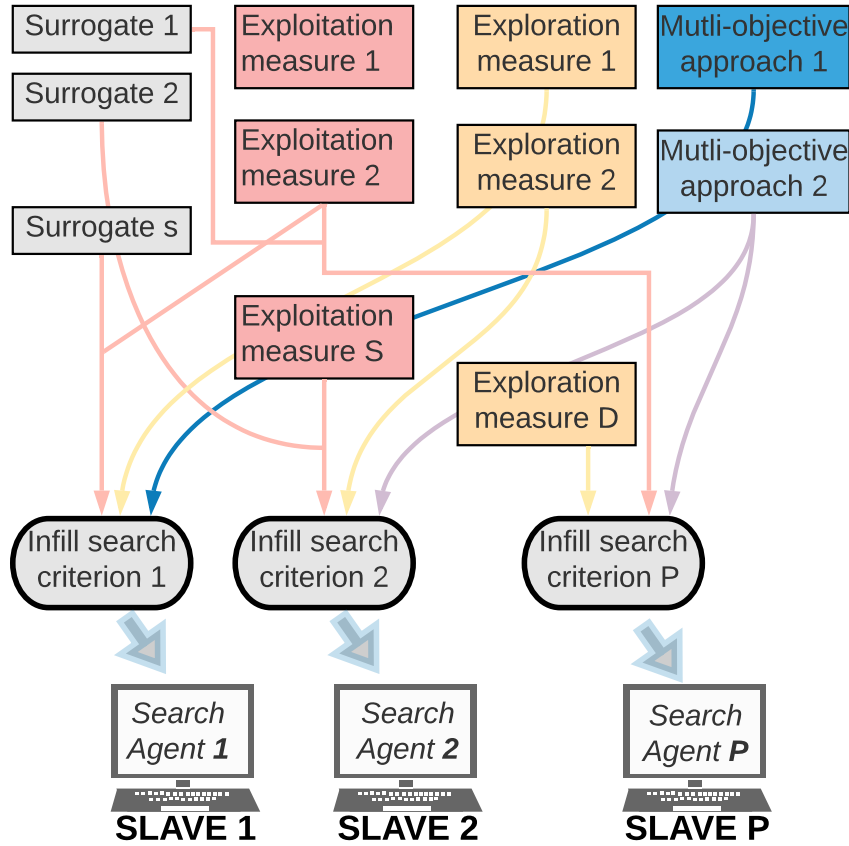 Surrogate 1
Surrogate 2
Surrogate s
Exploitation
measure 1
Exploitation
measure 2
Exploitation
measure S
Exploration
measure 1
Exploration
measure 2
Exploration
measure D
Mutli-objective
approach 1
Mutli-objective
approach 2
Infill search
criterion 1
Infill search
criterion 2
Infill search
criterion P
Search
Agent 1
SLAVE 1
Search
Agent 2
SLAVE 2
Search
Agent P
SLAVE P